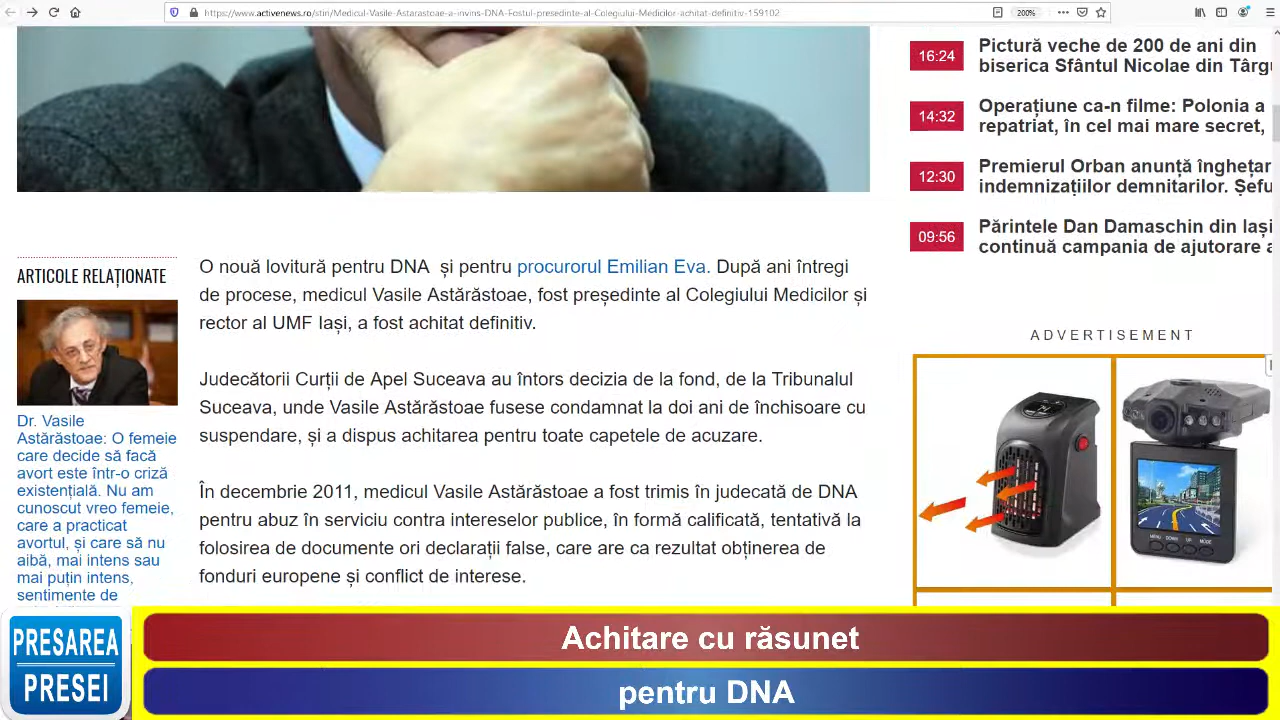 https://www.activenews.ro/stiri/Medicul-Vasile-Astarastoae-a-invins-DNA-Fostul-presedinte-al-Colegiului-Medicilor-achitat-definitiv-159102
200%
16:24
Pictură veche de 200 de ani din
biserica Sfântul Nicolae din Târgu
14:32
Operațiune ca-n filme: Polonia a
repatriat, în cel mai mare secret,
12:30
Premierul Orban anunță înghețar
indemnizațiilor demnitarilor. Șefu
09:56
Părintele Dan Damaschin din Iași
continuă campania de ajutorare a
ARTICOLE RELAȚIONATE
Dr. Vasile
Astărăstoae: O femeie
care decide să facă
avort este într-o criză
existențială. Nu am
cunoscut vreo femeie,
care a practicat
avortul, și care să nu
aibă, mai intens sau
mai puțin intens,
sentimente de
O nouă lovitură pentru DNA și pentru procurorul Emilian Eva. După ani întregi
de procese, medicul Vasile Astărăstoae, fost președinte al Colegiului Medicilor și
rector al UMF Iași, a fost achitat definitiv.
Judecătorii Curții de Apel Suceava au întors decizia de la fond, de la Tribunalul
Suceava, unde Vasile Astărăstoae fusese condamnat la doi ani de închisoare cu
suspendare, și a dispus achitarea pentru toate capetele de acuzare.
În decembrie 2011, medicul Vasile Astărăstoae a fost trimis în judecată de DNA
pentru abuz în serviciu contra intereselor publice, în formă calificată, tentativă la
folosirea de documente ori declarații false, care are ca rezultat obținerea de
fonduri europene și conflict de interese.
ADVERTISEMENT
MENU DOWN UP MODE
PRESAREA
PRESEI
Achitare cu răsunet
pentru DNA